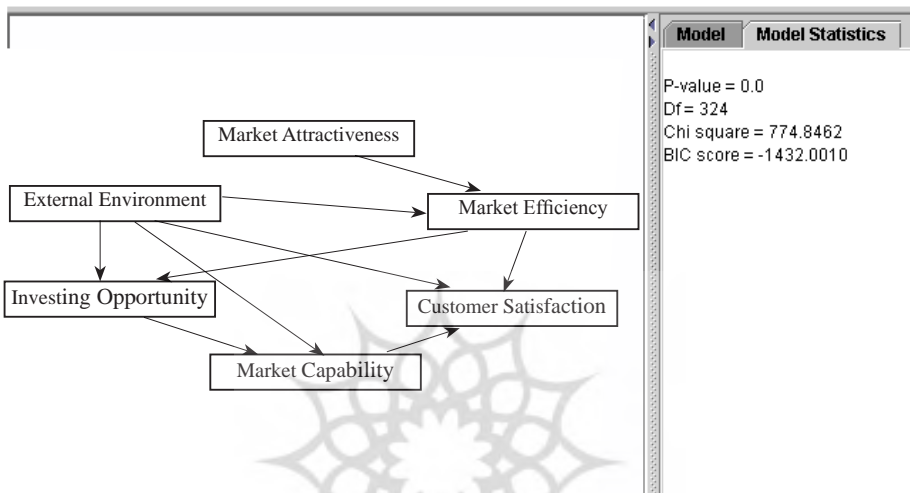 Model
Model Statistics
P-value = 0.0
Df= 324
Chi square = 774.8462
BIC score = -1432.0010
Market Attractiveness
External Environment
Market Efficiency
Investing Opportunity
Customer Satisfaction
Market Capability